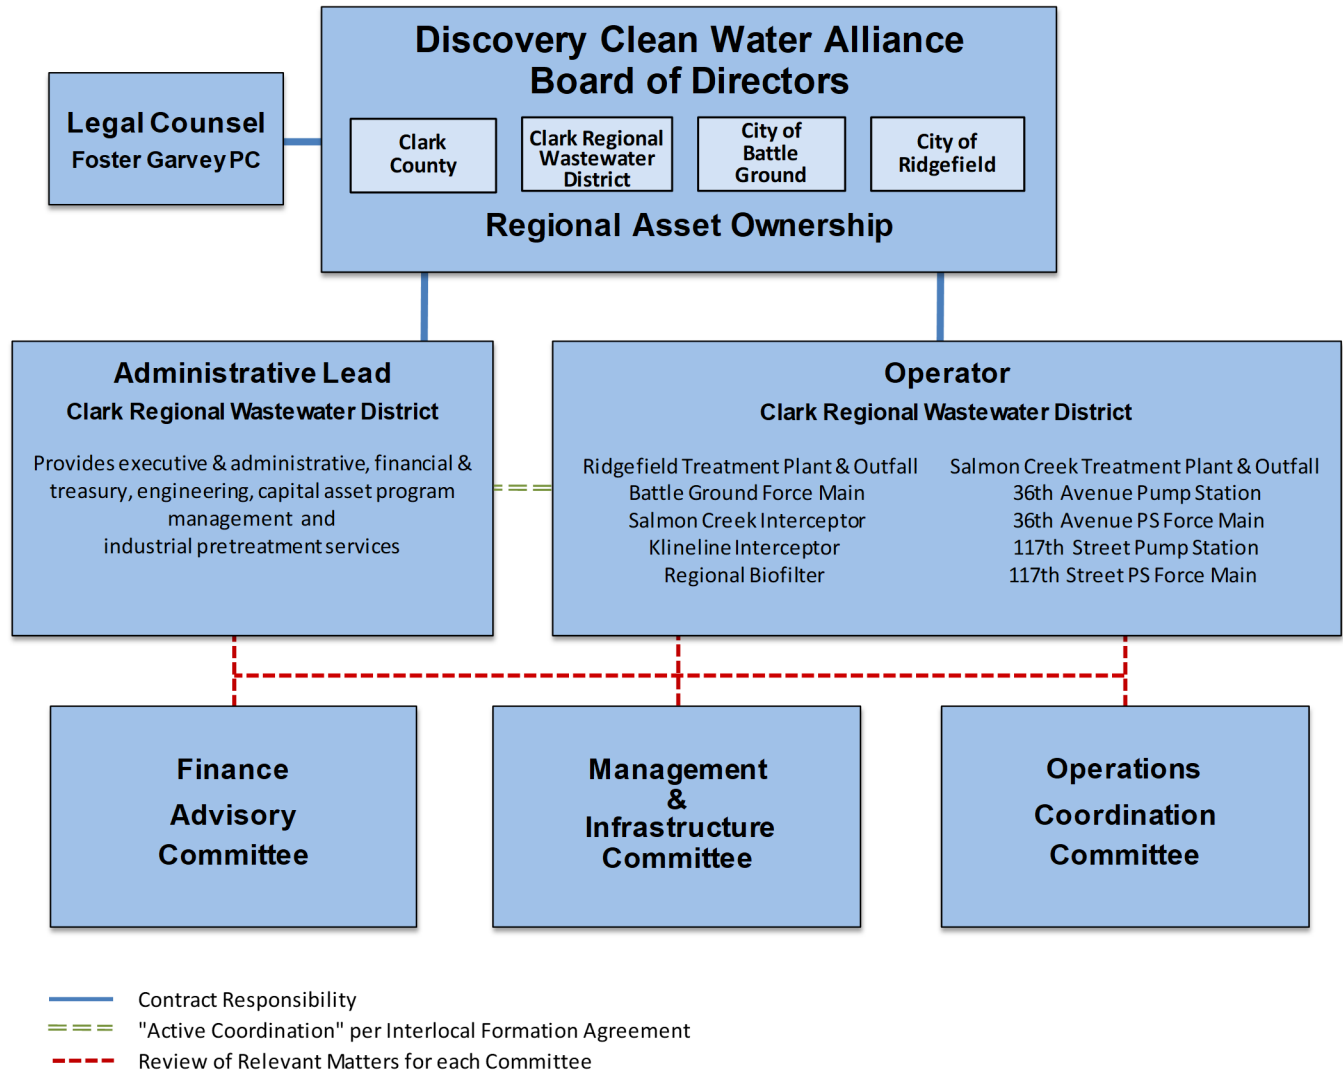 Discovery Clean Water Alliance
Board of Directors
Legal Counsel
Foster Garvey PC
Clark
County
Clark Regional
Wastewater
District
City of
Battle
Ground
City of
Ridgefield
Regional Asset Ownership
Administrative Lead
Clark Regional Wastewater District
Provides executive & administrative, financial &
treasury, engineering, capital asset program
management and
industrial pretreatment services
Operator
Clark Regional Wastewater District
Ridgefield Treatment Plant & Outfall
Battle Ground Force Main
Salmon Creek Interceptor
Klineline Interceptor
Regional Biofilter
Salmon Creek Treatment Plant & Outfall
36th Avenue Pump Station
36th Avenue PS Force Main
117th Street Pump Station
117th Street PS Force Main
Finance
Advisory
Committee
Management
&
Infrastructure
Committee
Operations
Coordination
Committee
Contract Responsibility
"Active Coordination" per Interlocal Formation Agreement
Review of Relevant Matters for each Committee